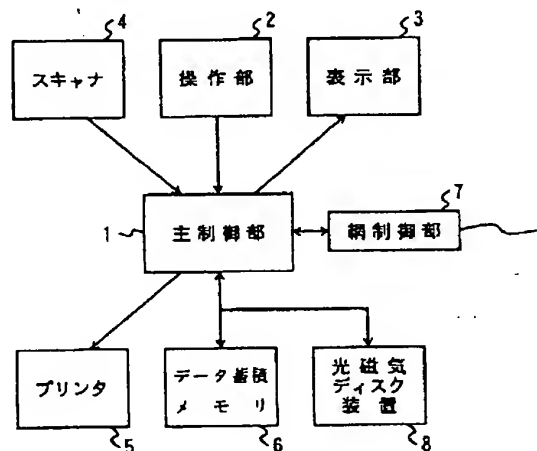 4
2
3
スキャナ
操作部
表示部
7
1
主制御部
網制御部
プリンタ
データ蓄積
メモリ
光磁気
ディスク
装置
5
6
8